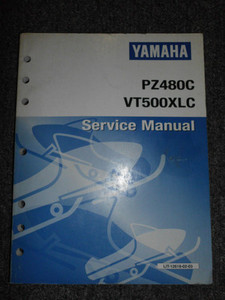 YAMAHA
PZ480C
VT500XLC
Service Manual